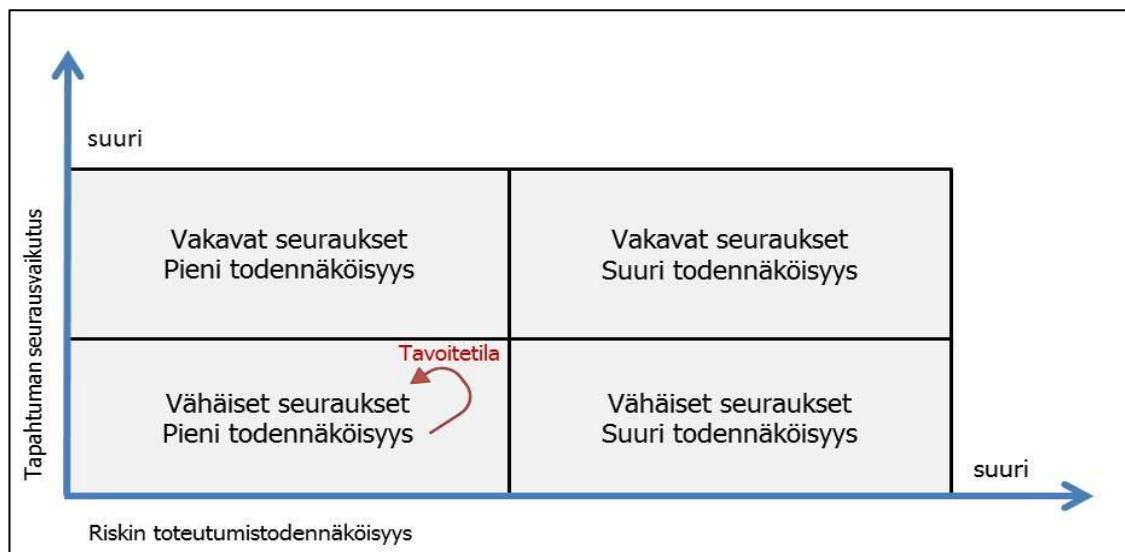 suuri
Tapahtuman seurausvaikutus
Vakavat seuraukset
Pieni todennäköisyys
Vakavat seuraukset
Suuri todennäköisyys
Tavoitetila
Vähäiset seuraukset
Pieni todennäköisyys
Vähäiset seuraukset
Suuri todennäköisyys
suuri
Riskin toteutumistodennäköisyys